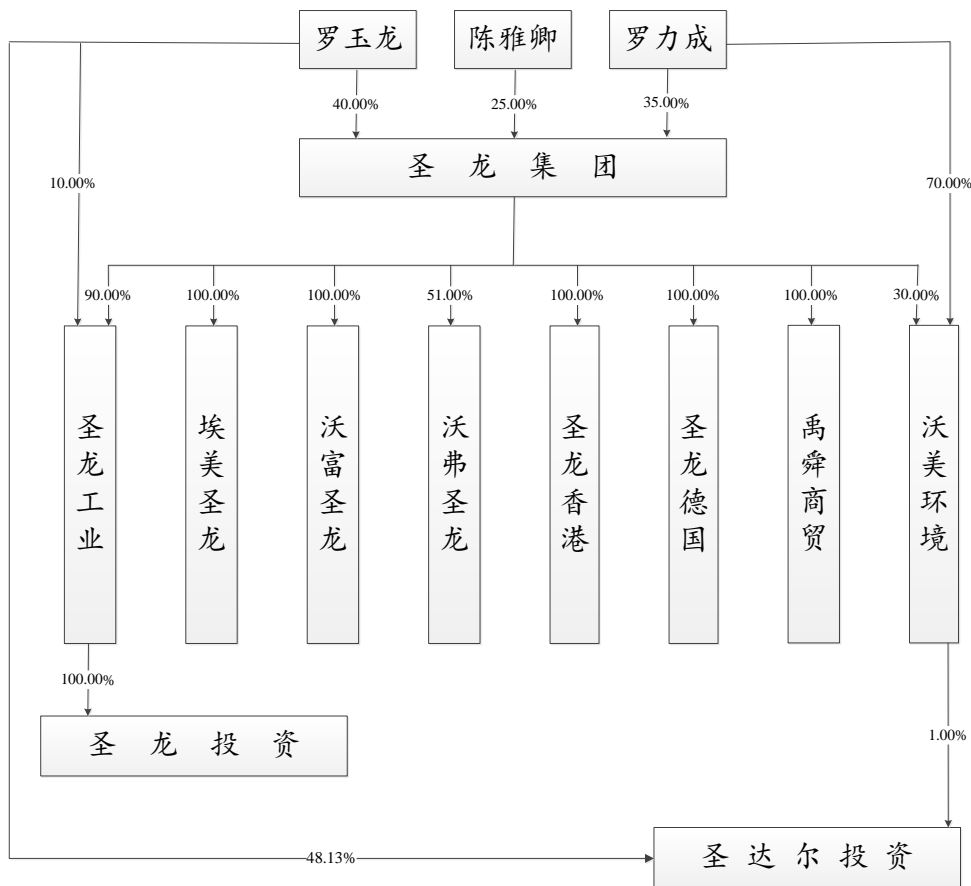 罗玉龙
陈雅卿
罗力成
40.00%
25.00%
35.00%
圣龙集团
10.00%
70.00%
90.00%
100.00%
100.00%
51.00%
100.00%
100.00%
100.00%
30.00%
圣龙工业
埃美圣龙
沃富圣龙
沃弗圣龙
圣龙香港
圣龙德国
禹舜商贸
沃美环境
100.00%
圣龙投资
1.00%
48.13%
圣达尔投资